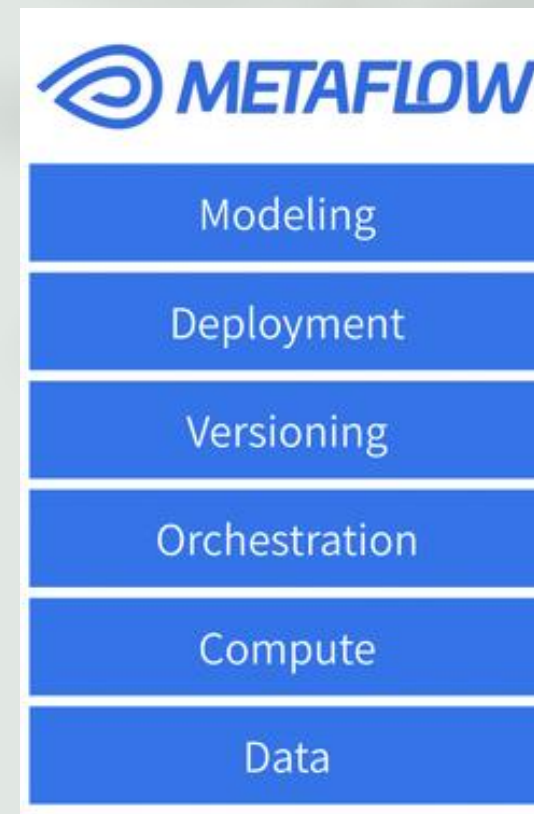 METAFLOW
Modeling
Deployment
Versioning
Orchestration
Compute
Data